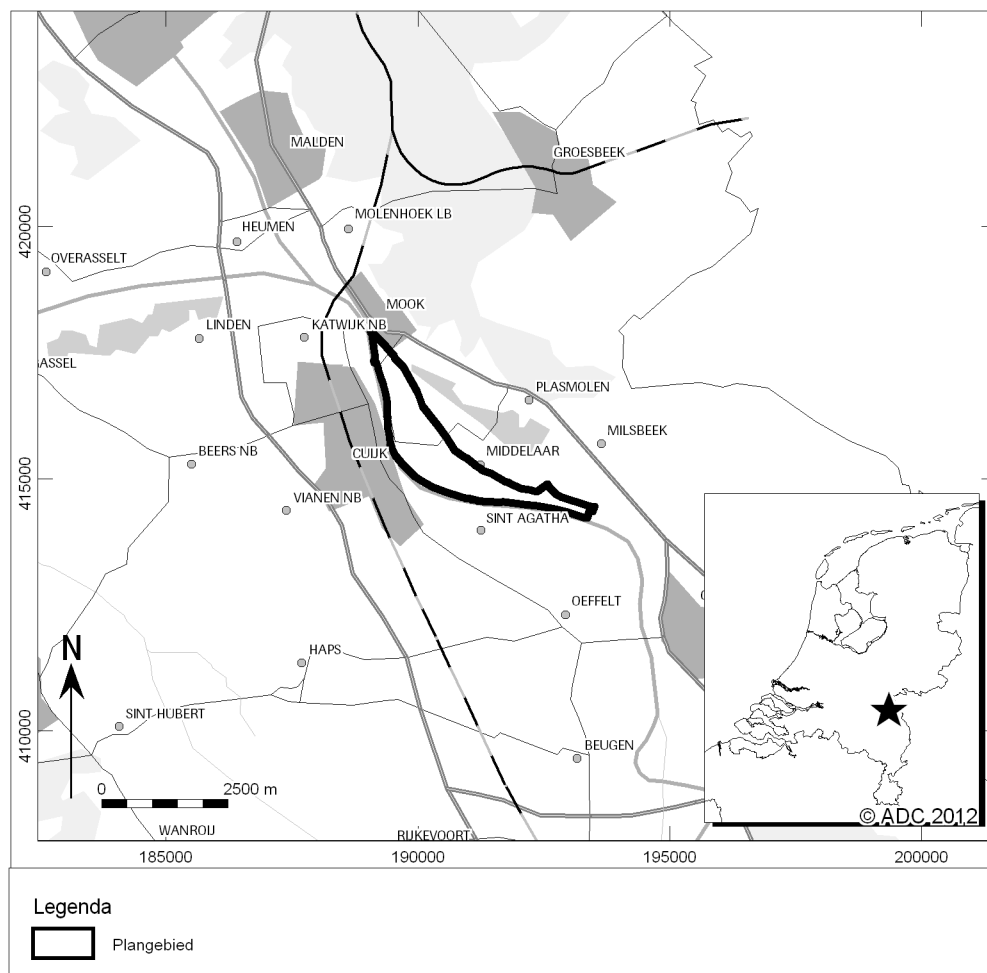 MALDEN
GROESBEEK
MOLENHOEK LB
HEUMEN
OVERASSELT
420000
MOOK
LINDEN
KATWIJK NB
ASSEL
PLASMOLEN
MILSBEEK
BEERS NB
CUIJK
MIDDELAAR
415000
VIANEN NB
SINT AGATHA
OEFFELT
N
HAPS
SINT HUBERT
410000
BEUGEN
0 2500 m
WANROIJ
RIJKEVOORT
© ADC 2012
185000 190000 195000 200000
Legenda
Plangebied